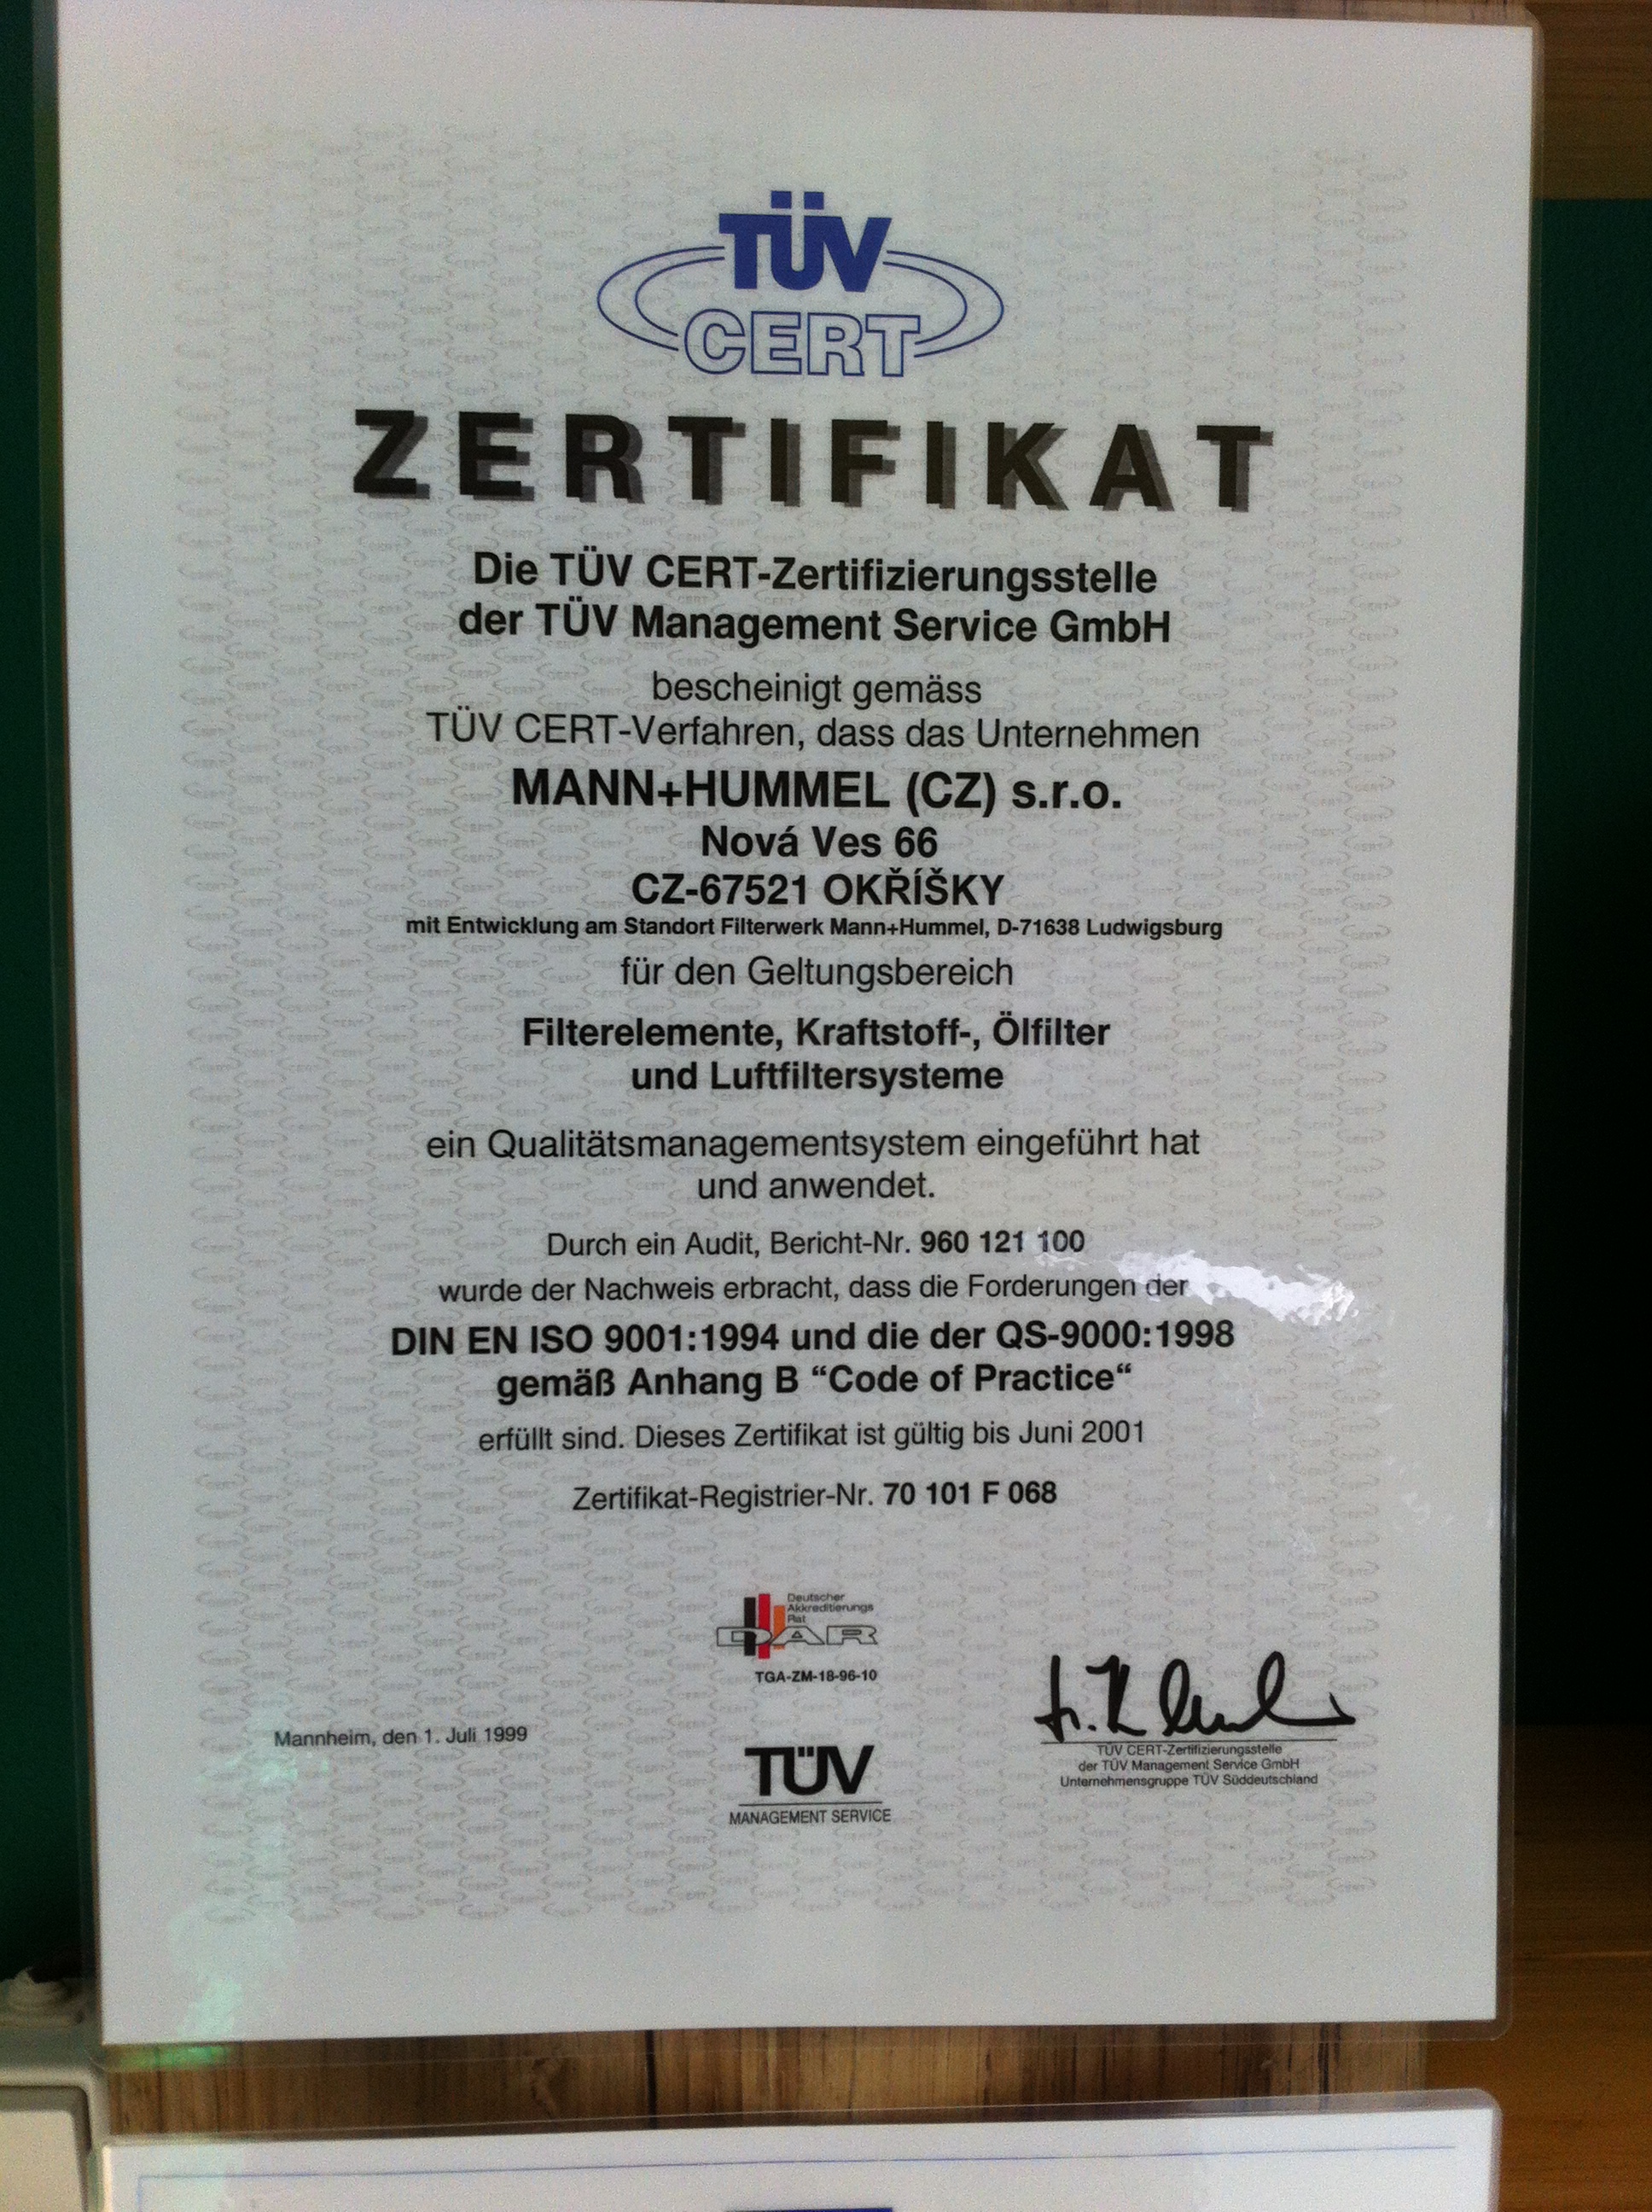 TÜV
CERT
ZERTIFIKAT
Die TÜV CERT-Zertifizierungsstelle
der TÜV Management Service GmbH
bescheinigt gemäss
TÜV CERT-Verfahren, dass das Unternehmen
MANN+HUMMEL (CZ) s.r.o.
Nová Ves 66
CZ-67521 OKŘÍŠKY
mit Entwicklung am Standort Filterwerk Mann+Hummel, D-71638 Ludwigsburg
für den Geltungsbereich
Filterelemente, Kraftstoff-, Ölfilter
und Luftfiltersysteme
ein Qualitätsmanagementsystem eingeführt hat
und anwendet.
Durch ein Audit, Bericht-Nr. 960 121 100
wurde der Nachweis erbracht, dass die Forderungen der
DIN EN ISO 9001:1994 und die der QS-9000:1998
gemäß Anhang B “Code of Practice“
erfüllt sind. Dieses Zertifikat ist gültig bis Juni 2001
Zertifikat-Registrier-Nr. 70 101 F 068
Deutscher
Akkreditierungs
Rat
DAR
TGA-ZM-18-96-10
Mannheim, den 1. Juli 1999
TÜV
MANAGEMENT SERVICE
TÜV CERT-Zertifizierungsstelle
der TÜV Management Service GmbH
Unternehmensgruppe TÜV Süddeutschland